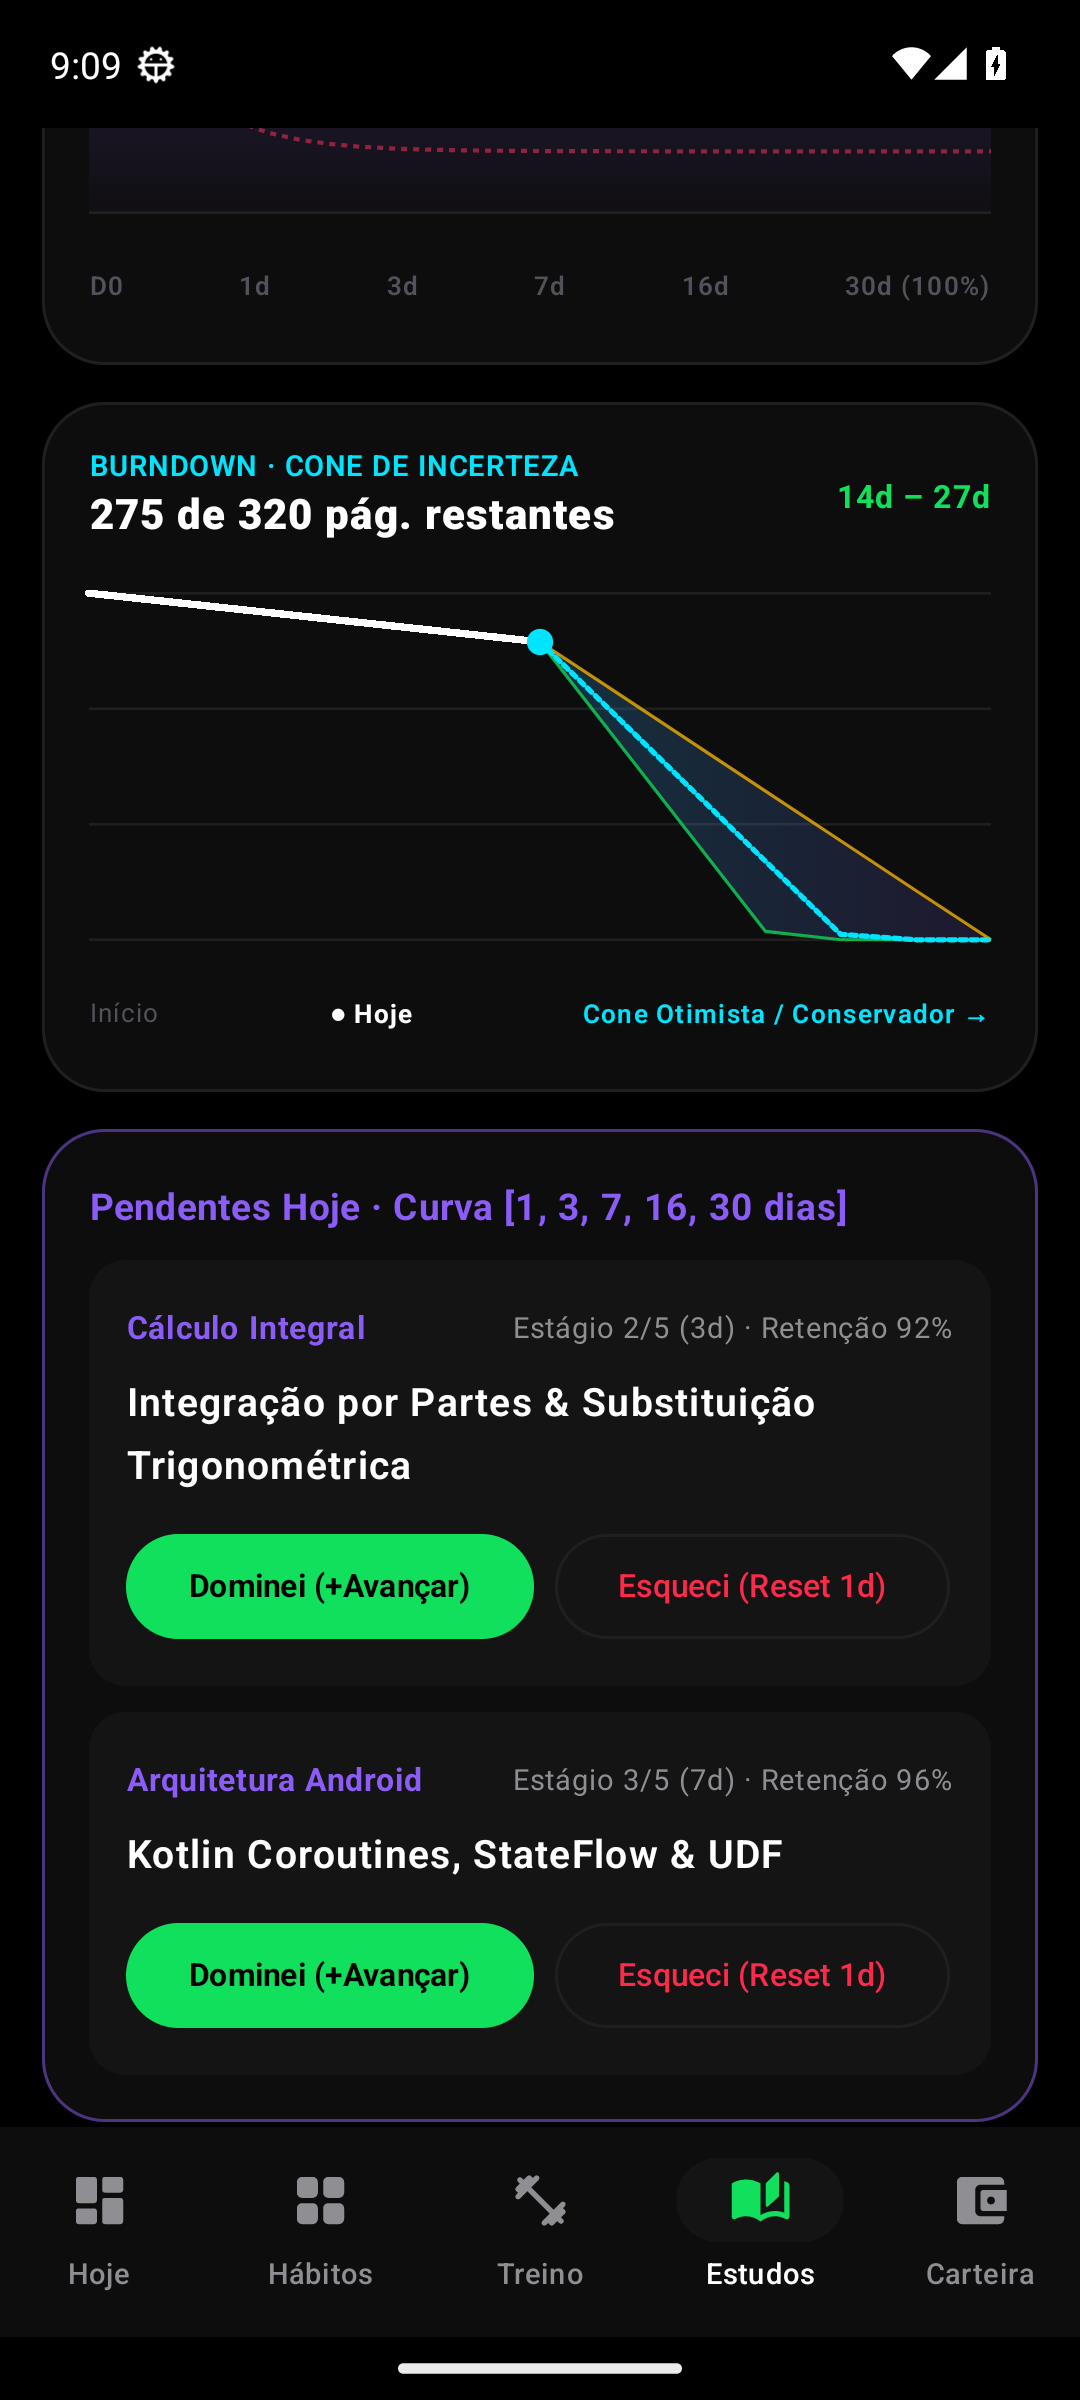 9:09
D0 1d 3d 7d 16d 30d (100%)
BURNDOWN · CONE DE INCERTEZA
275 de 320 pág. restantes
14d – 27d
Início ● Hoje Cone Otimista / Conservador →
Pendentes Hoje · Curva [1, 3, 7, 16, 30 dias]
Cálculo Integral Estágio 2/5 (3d) · Retenção 92%
Integração por Partes & Substituição
Trigonométrica
Dominei (+Avançar) Esqueci (Reset 1d)
Arquitetura Android Estágio 3/5 (7d) · Retenção 96%
Kotlin Coroutines, StateFlow & UDF
Dominei (+Avançar) Esqueci (Reset 1d)
Hoje Hábitos Treino Estudos Carteira